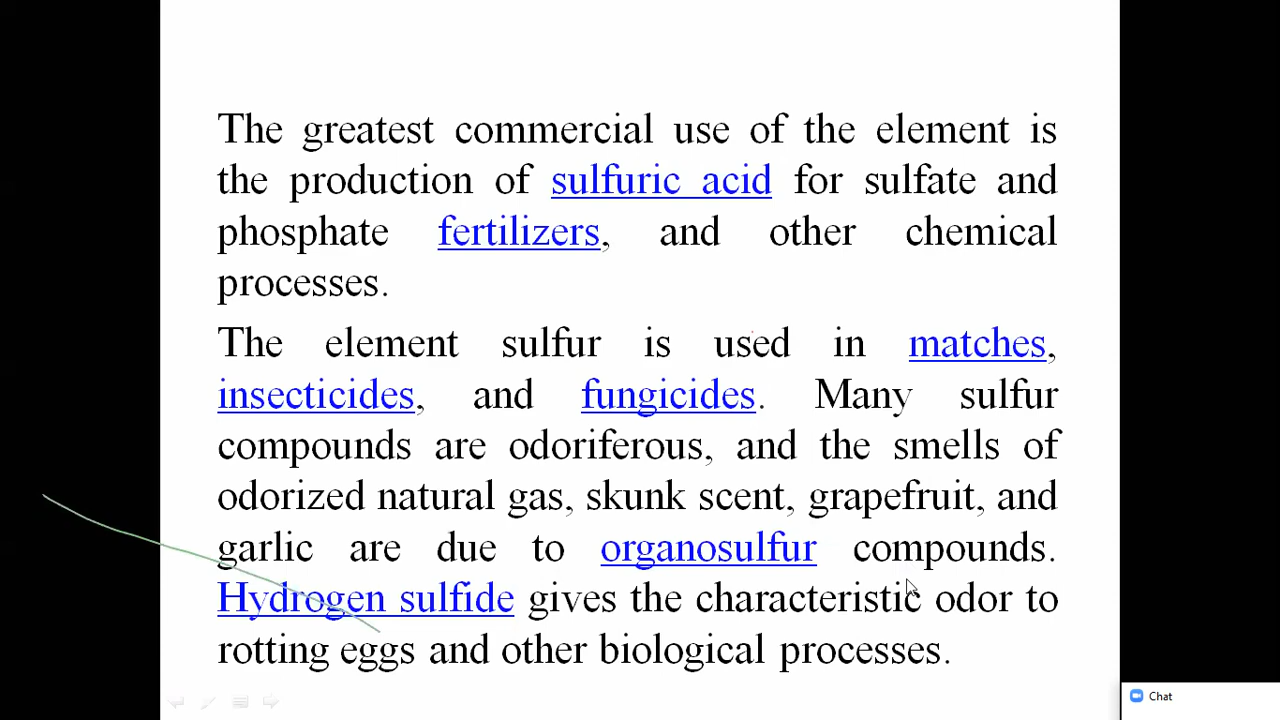 The greatest commercial use of the element is
the production of sulfuric acid for sulfate and
phosphate fertilizers, and other chemical
processes.
The element sulfur is used in matches,
insecticides, and fungicides. Many sulfur
compounds are odoriferous, and the smells of
odorized natural gas, skunk scent, grapefruit, and
garlic are due to organosulfur compounds.
Hydrogen sulfide gives the characteristic odor to
rotting eggs and other biological processes.
Chat